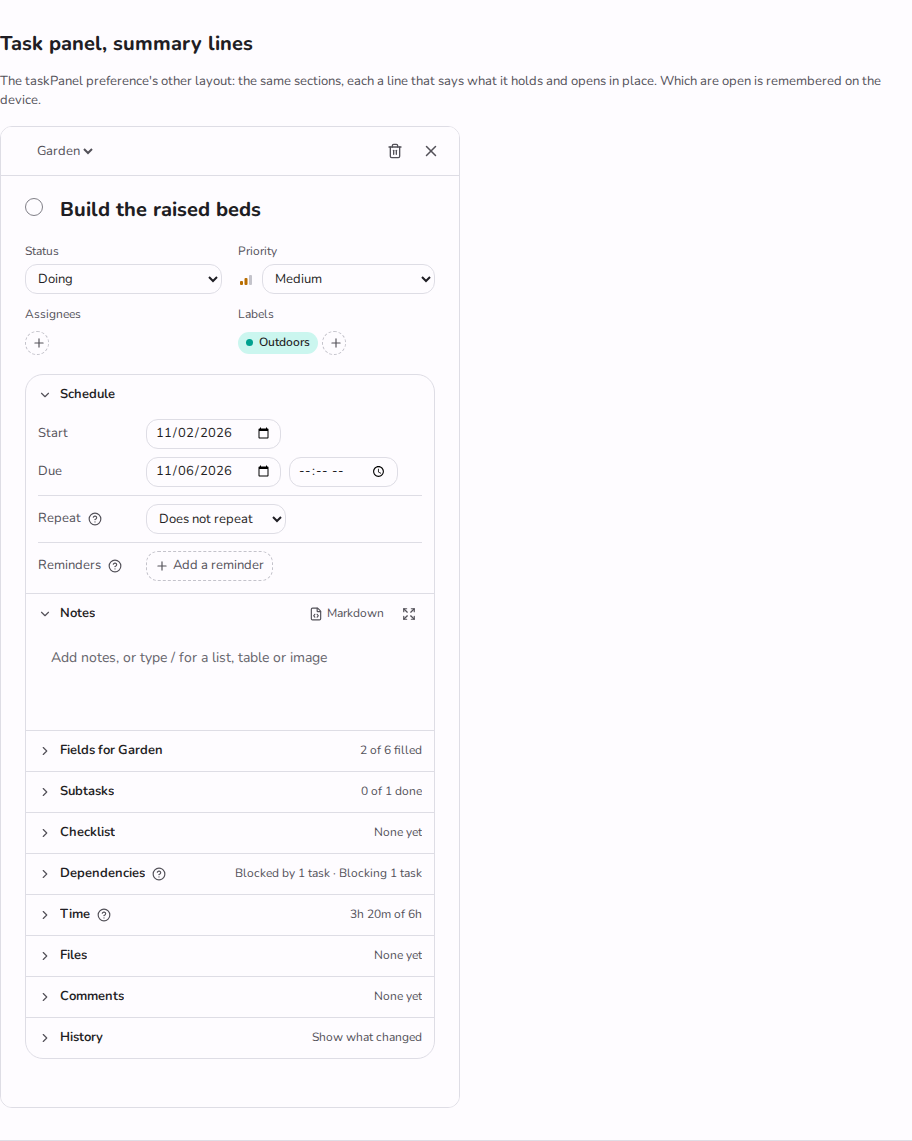 Task panel, summary lines
The taskPanel preference's other layout: the same sections, each a line that says what it holds and opens in place. Which are open is remembered on the
device.
Garden
Build the raised beds
Status
Priority
Doing
Medium
Assignees
Labels
Outdoors
Schedule
Start
11/02/2026
Due
11/06/2026
--:-- --
Repeat
Does not repeat
Reminders
Add a reminder
Notes
Markdown
Add notes, or type / for a list, table or image
Fields for Garden
2 of 6 filled
Subtasks
0 of 1 done
Checklist
None yet
Dependencies
Blocked by 1 task · Blocking 1 task
Time
3h 20m of 6h
Files
None yet
Comments
None yet
History
Show what changed